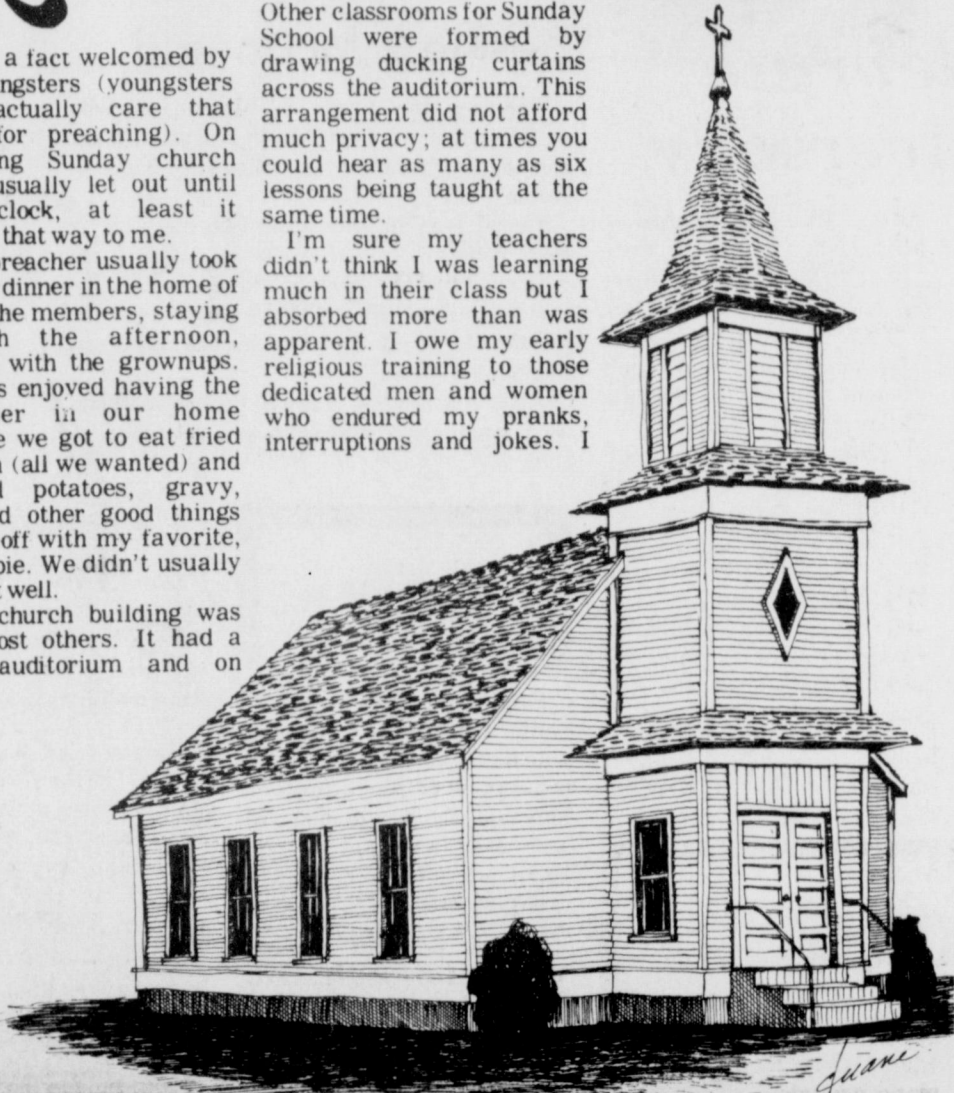 a fact welcomed by
ngsters (youngsters
actually care that
for preaching). On
ng Sunday church
usually let out until
clock, at least it
that way to me.
reacher usually took
dinner in the home of
he members, staying
h the afternoon,
with the grownups.
s enjoyed having the
er in our home
e we got to eat fried
(all we wanted) and
potatoes, gravy,
d other good things
off with my favorite,
pie. We didn't usually
well.
church building was
ost others. It had a
auditorium and on
Other classrooms for Sunday
School were formed by
drawing ducking curtains
across the auditorium. This
arrangement did not afford
much privacy; at times you
could hear as many as six
lessons being taught at the
same time.
I'm sure my teachers
didn't think I was learning
much in their class but I
absorbed more than was
apparent. I owe my early
religious training to those
dedicated men and women
who endured my pranks,
interruptions and jokes. I
duane